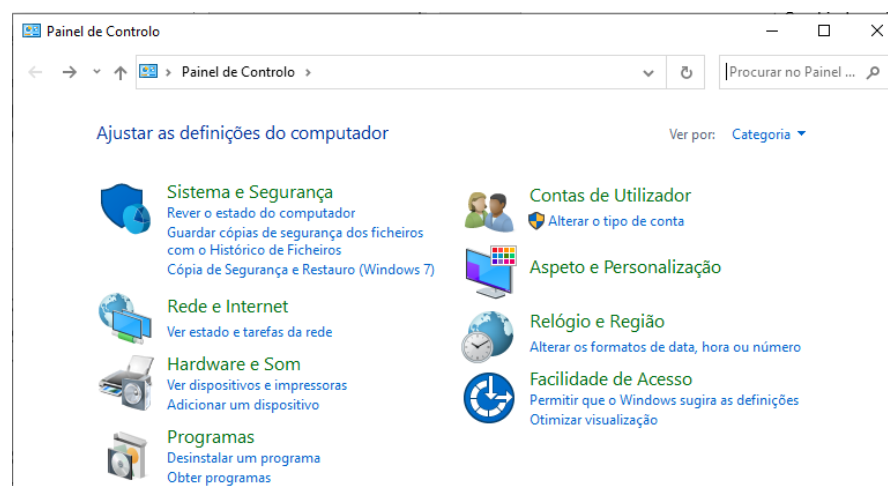 Painel de Controlo
Painel de Controlo
Procurar no Painel ...
Ajustar as definições do computador
Ver por: Categoria
Sistema e Segurança
Rever o estado do computador
Guardar cópias de segurança dos ficheiros
com o Histórico de Ficheiros
Cópia de Segurança e Restauro (Windows 7)
Rede e Internet
Ver estado e tarefas da rede
Hardware e Som
Ver dispositivos e impressoras
Adicionar um dispositivo
Programas
Desinstalar um programa
Obter programas
Contas de Utilizador
Alterar o tipo de conta
Aspeto e Personalização
Relógio e Região
Alterar os formatos de data, hora ou número
Facilidade de Acesso
Permitir que o Windows sugira as definições
Otimizar visualização